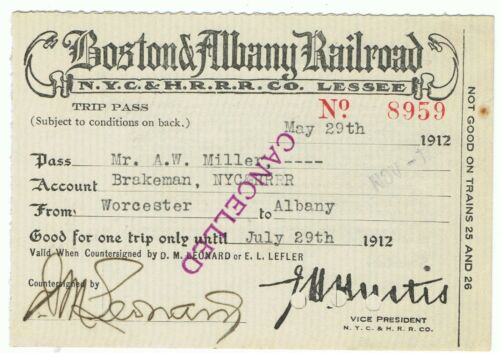 Boston & Albany Railroad
N.Y.C. & H.R.R.R. CO. LESSEE
TRIP PASS
No 8959
(Subject to conditions on back.)
May 29th 1912
Pass Mr. A.W. Miller, ----
Account Brakeman, NYC&HRRR
From Worcester to Albany
Good for one trip only until July 29th 1912
Valid When Countersigned by D. M. LEONARD or E. L. LEFLER
Countersigned by
D M Leonard
J H Hustis
VICE PRESIDENT
N. Y. C. & H. R. R. CO.
NOT GOOD ON TRAINS 25 AND 26
CANCELLED